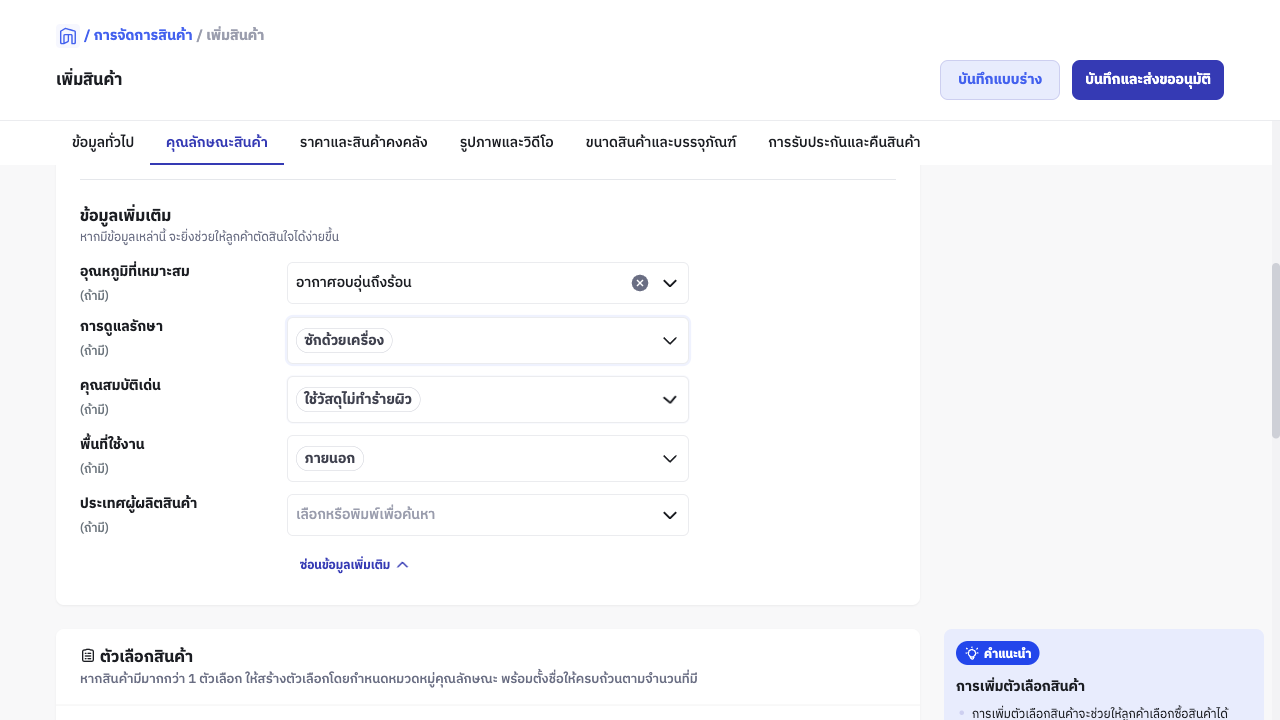 / การจัดการสินค้า / เพิ่มสินค้า
เพิ่มสินค้า
บันทึกแบบร่าง
บันทึกและส่งขออนุมัติ
ข้อมูลทั่วไป คุณลักษณะสินค้า ราคาและสินค้าคงคลัง รูปภาพและวิดีโอ ขนาดสินค้าและบรรจุภัณฑ์ การรับประกันและคืนสินค้า
ข้อมูลเพิ่มเติม
หากมีข้อมูลเหล่านี้ จะยิ่งช่วยให้ลูกค้าตัดสินใจได้ง่ายขึ้น
อุณหภูมิที่เหมาะสม
(ถ้ามี)
อากาศอบอุ่นถึงร้อน
การดูแลรักษา
(ถ้ามี)
ซักด้วยเครื่อง
คุณสมบัติเด่น
(ถ้ามี)
ใช้วัสดุไม่ทำร้ายผิว
พื้นที่ใช้งาน
(ถ้ามี)
ภายนอก
ประเทศผู้ผลิตสินค้า
(ถ้ามี)
เลือกหรือพิมพ์เพื่อค้นหา
ซ่อนข้อมูลเพิ่มเติม
ตัวเลือกสินค้า
หากสินค้ามีมากกว่า 1 ตัวเลือก ให้สร้างตัวเลือกโดยกำหนดหมวดหมู่คุณลักษณะ พร้อมตั้งชื่อให้ครบถ้วนตามจำนวนที่มี
คำแนะนำ
การเพิ่มตัวเลือกสินค้า
การเพิ่มตัวเลือกสินค้าจะช่วยให้ลูกค้าเลือกซื้อสินค้าได้